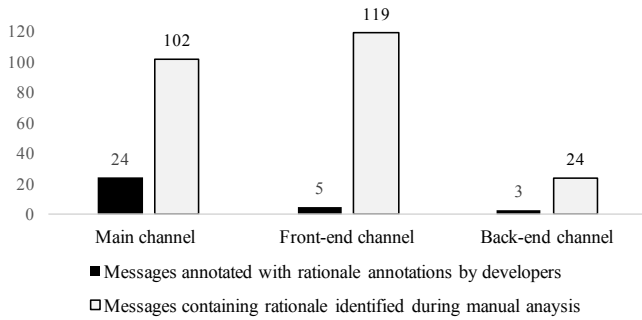 120
100
80
60
40
20
0
24
102
5
119
3
24
Main channel
Front-end channel
Back-end channel
Messages annotated with rationale annotations by developers
Messages containing rationale identified during manual anaysis